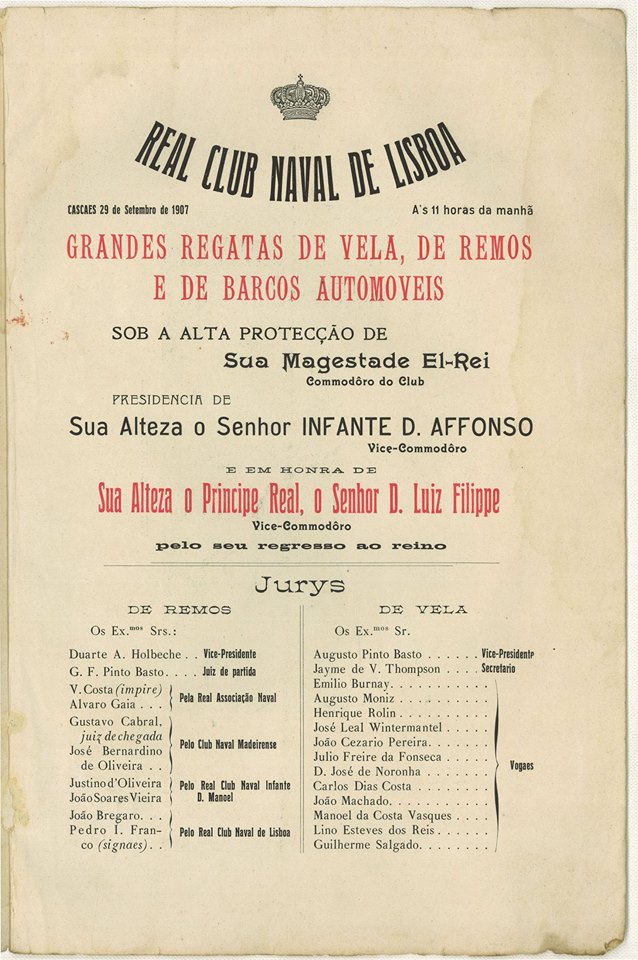 REAL CLUB NAVAL DE LISBOA
CASCAES 29 de Setembro de 1907 A's 11 horas da manhã
GRANDES REGATAS DE VELA, DE REMOS
E DE BARCOS AUTOMOVEIS
SOB A ALTA PROTECÇÃO DE
Sua Magestade El-Rei
Commodôro do Club
PRESIDENCIA DE
Sua Alteza o Senhor INFANTE D. AFFONSO
Vice-Commodôro
E EM HONRA DE
Sua Alteza o Principe Real, o Senhor D. Luiz Filippe
Vice-Commodôro
pelo seu regresso ao reino
Jurys
DE REMOS
Os Ex.mos Srs.:
Duarte A. Holbeche . . Vice-Presidente
G. F. Pinto Basto. . . . Juiz de partida
V. Costa (impire)
Alvaro Gaia . . .
Pela Real Associação Naval
Gustavo Cabral,
juiz de chegada
José Bernardino
de Oliveira . .
Pelo Club Naval Madeirense
Justino d'Oliveira
João Soares Vieira
Pelo Real Club Naval Infante
D. Manoel
João Bregaro. . .
Pedro I. Fran-
co (signaes). .
Pelo Real Club Naval de Lisboa
DE VELA
Os Ex.mos Sr.
Augusto Pinto Basto . . . . . Vice-Presidente
Jayme de V. Thompson . . . . Secretario
Emilio Burnay. . . . . . . . . .
Augusto Moniz . . . . . . . . .
Henrique Rolin . . . . . . . . .
José Leal Wintermantel . . . .
João Cezario Pereira. . . . . .
Julio Freire da Fonseca . . . .
D. José de Noronha . . . . . .
Carlos Dias Costa . . . . . . .
João Machado. . . . . . . . . .
Manoel da Costa Vasques . . .
Lino Esteves dos Reis. . . . .
Guilherme Salgado. . . . . . .
Vogaes